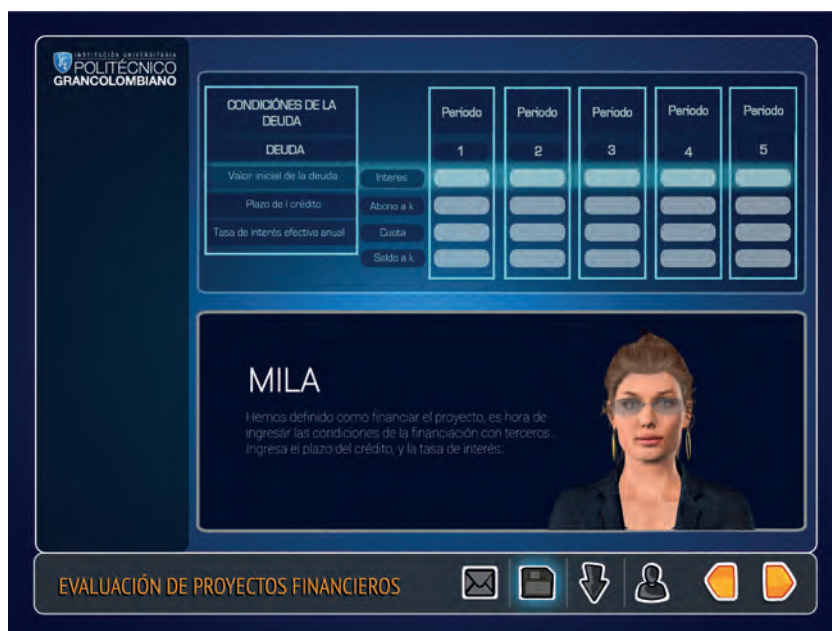 INSTITUCIÓN UNIVERSITARIA
POLITÉCNICO
GRANCOLOMBIANO
CONDICIÓNES DE LA
DEUDA
DEUDA
Valor inicial de la deuda
Plazo de l crédito
Tasa de interés efectiva anual
Interes
Abono a k
Cuota
Saldo a k
Periodo
1
Periodo
2
Periodo
3
Periodo
4
Periodo
5
MILA
Hemos definido como financiar el proyecto, es hora de
ingresar las condiciones de la financiación con terceros.
Ingresa el plazo del crédito, y la tasa de interés.
EVALUACIÓN DE PROYECTOS FINANCIEROS